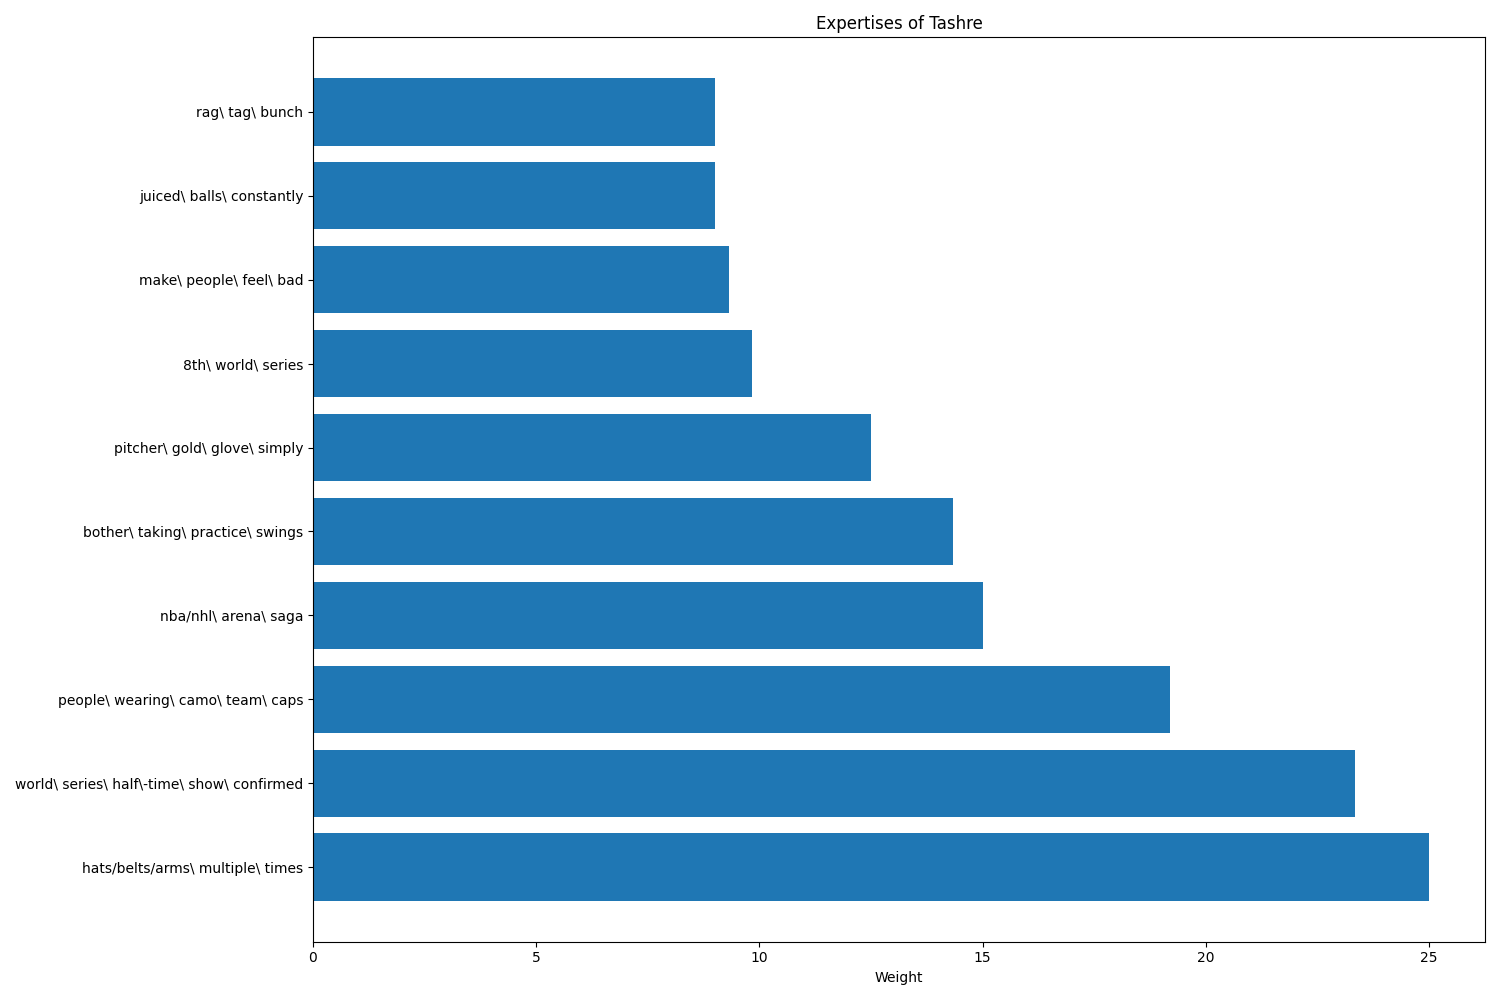 Expertises of Tashre
rag\ tag\ bunch
juiced\ balls\ constantly
make\ people\ feel\ bad
8th\ world\ series
pitcher\ gold\ glove\ simply
bother\ taking\ practice\ swings
nba/nhl\ arena\ saga
people\ wearing\ camo\ team\ caps
world\ series\ half\-time\ show\ confirmed
hats/belts/arms\ multiple\ times
0 5 10 15 20 25
Weight